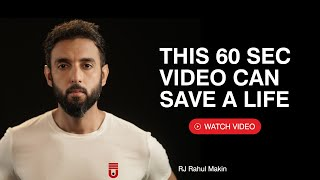 THIS 60 SEC
VIDEO CAN
SAVE A LIFE
WATCH VIDEO
RJ Rahul Makin